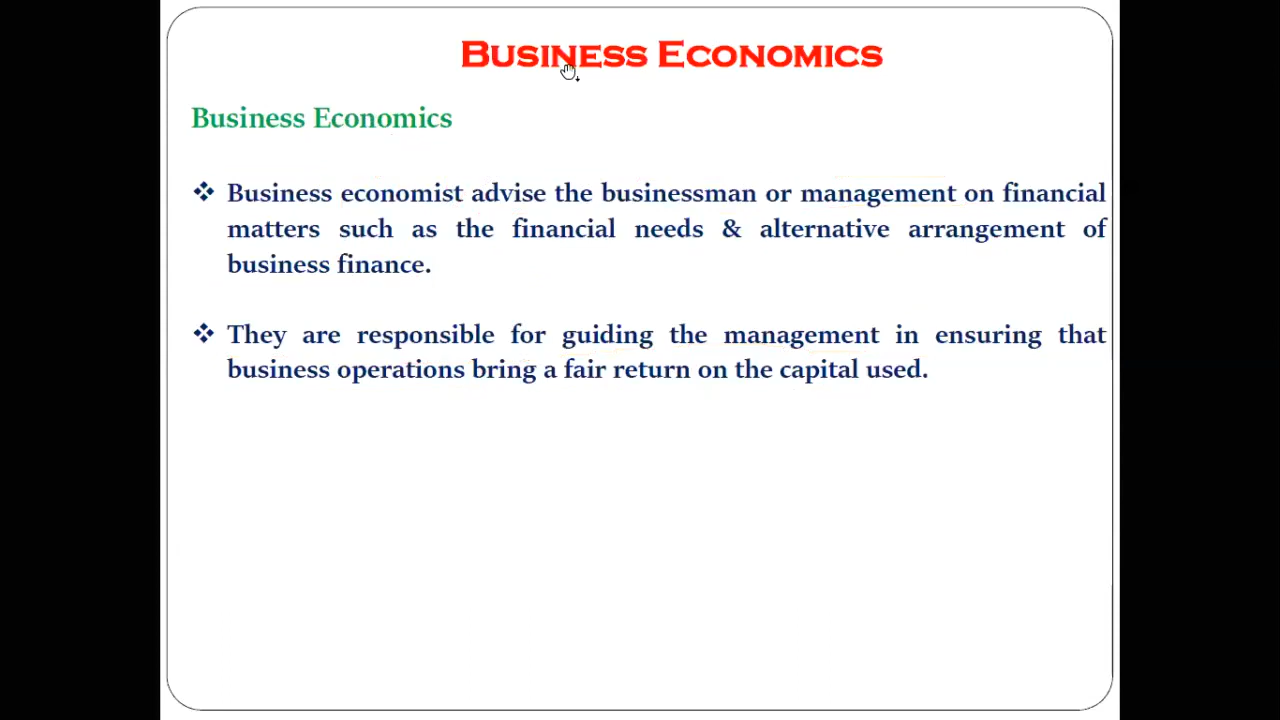 Business Economics
Business Economics
❖ Business economist advise the businessman or management on financial
matters such as the financial needs & alternative arrangement of
business finance.
❖ They are responsible for guiding the management in ensuring that
business operations bring a fair return on the capital used.